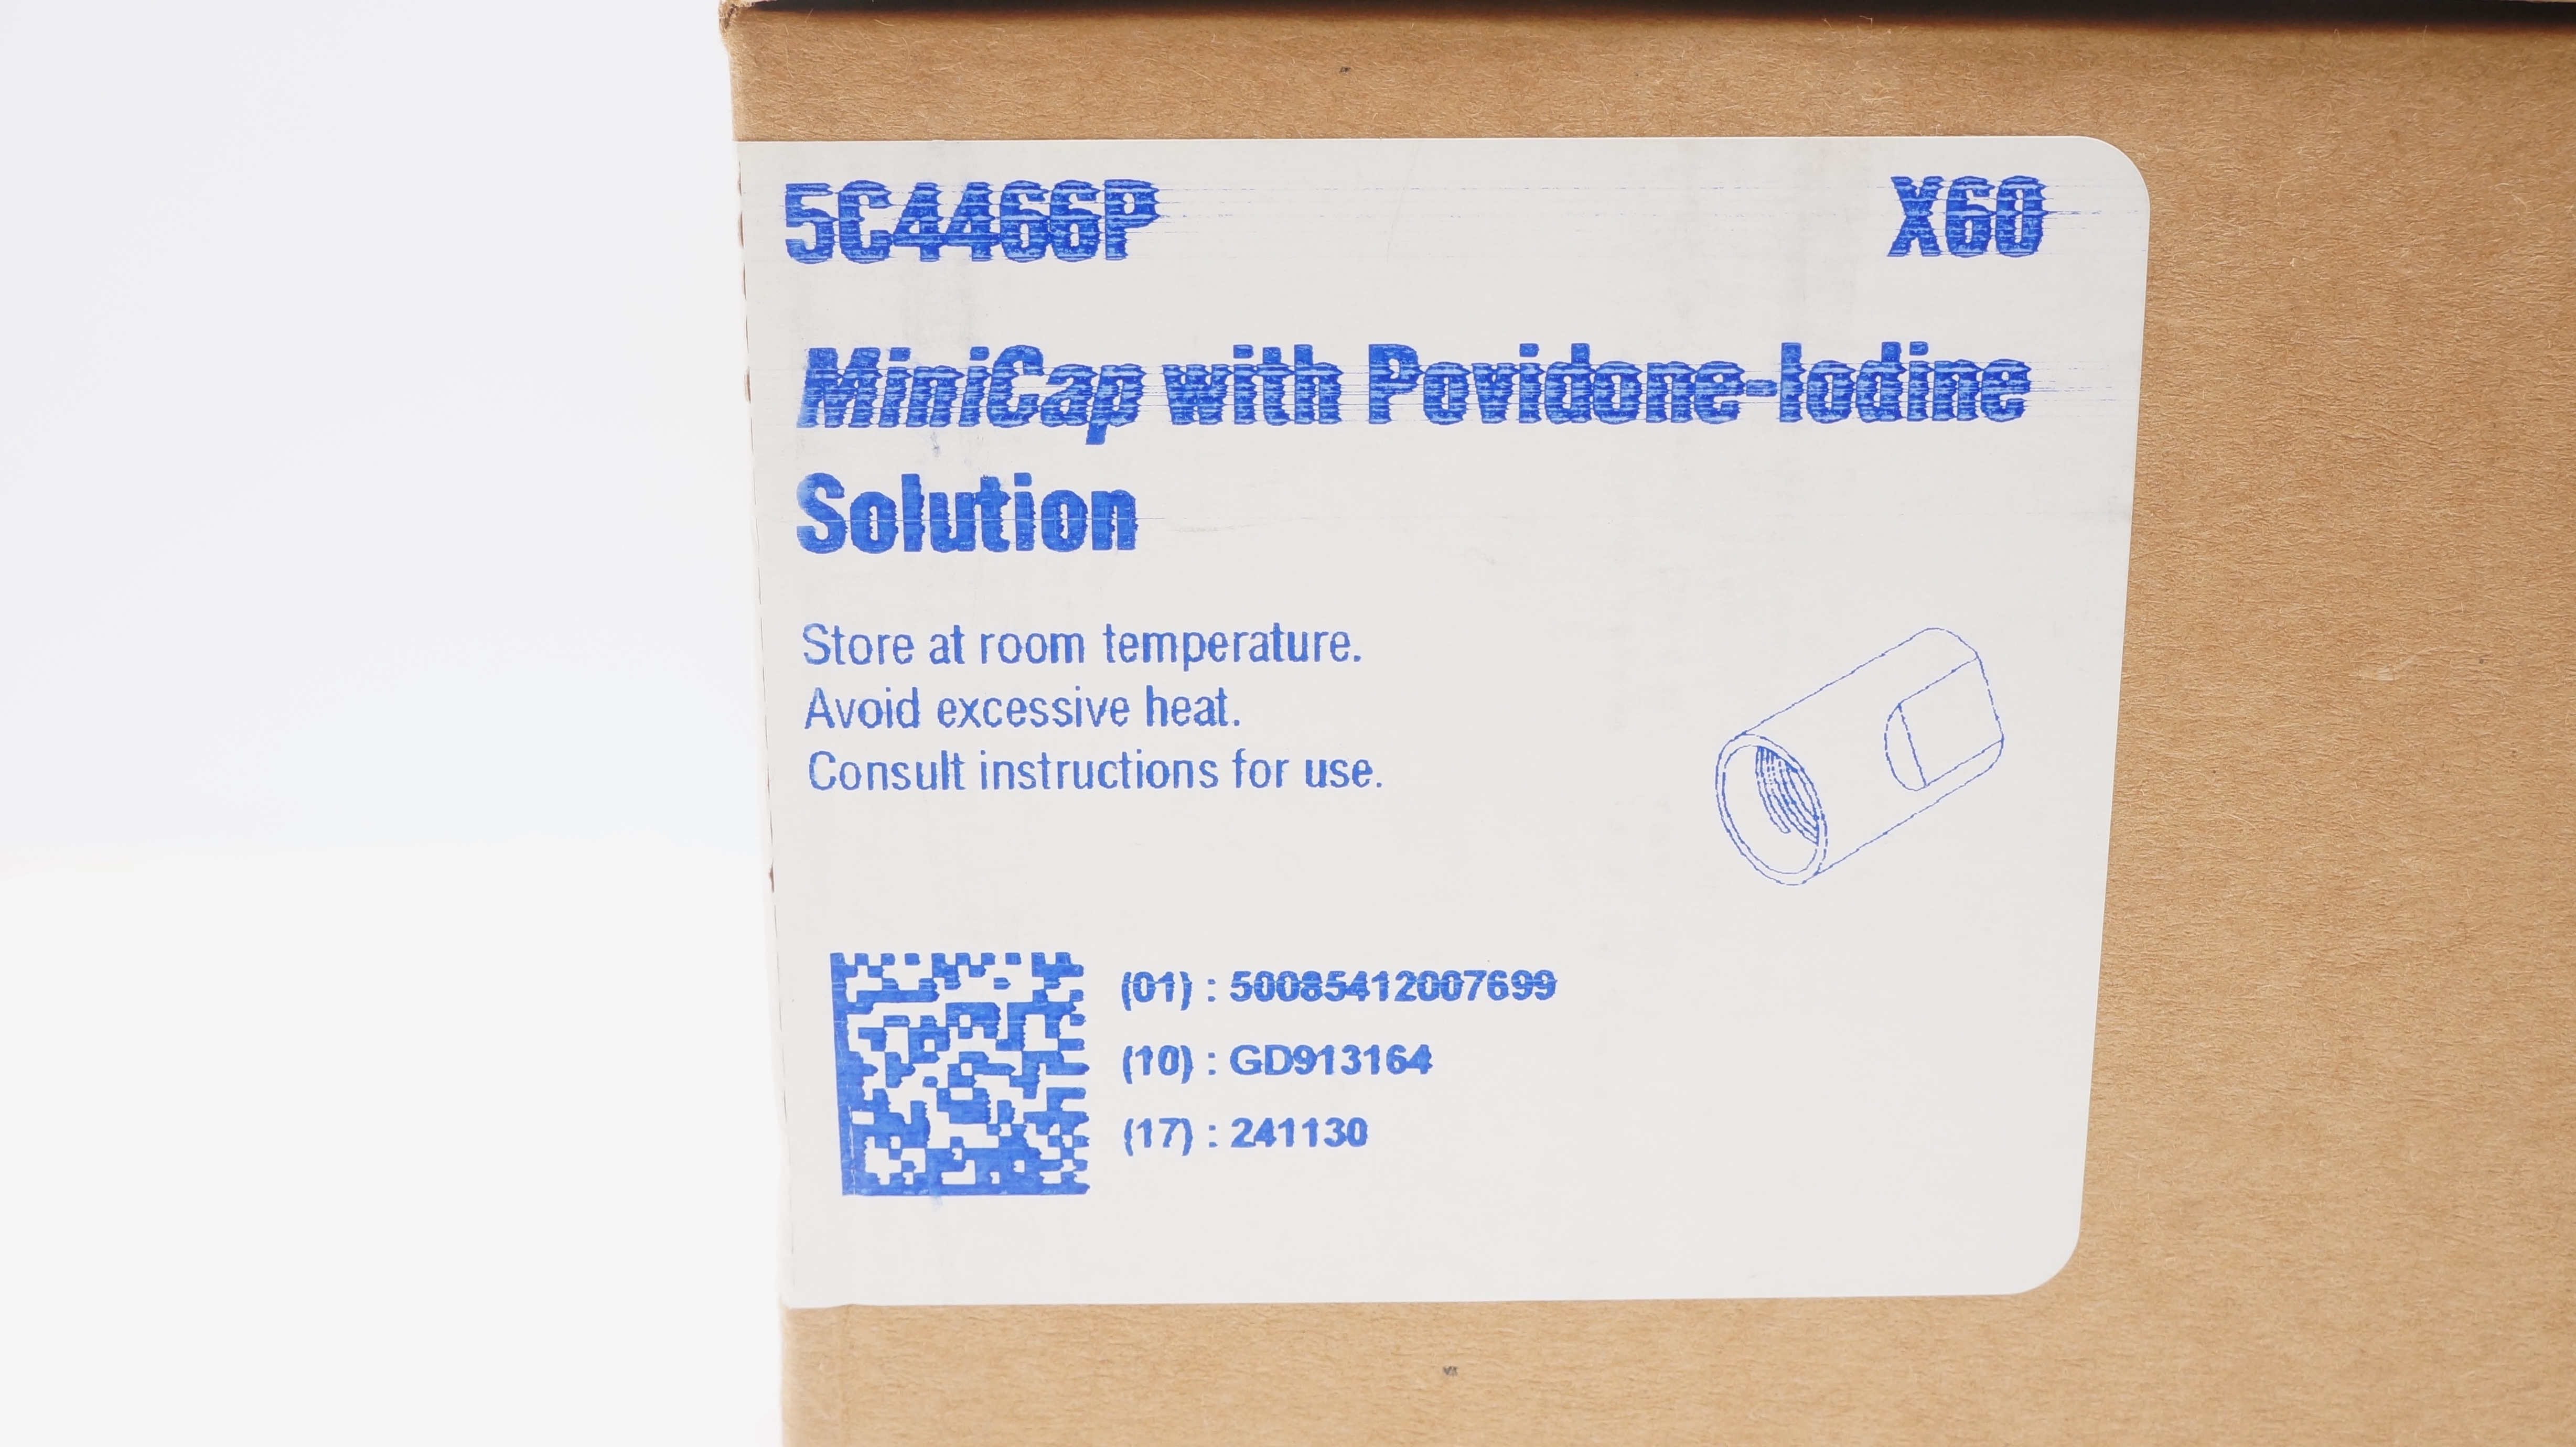 5C4466P X60
MiniCap with Povidone-Iodine
Solution
Store at room temperature.
Avoid excessive heat.
Consult instructions for use.
(01) : 50085412007699
(10) : GD913164
(17) : 241130